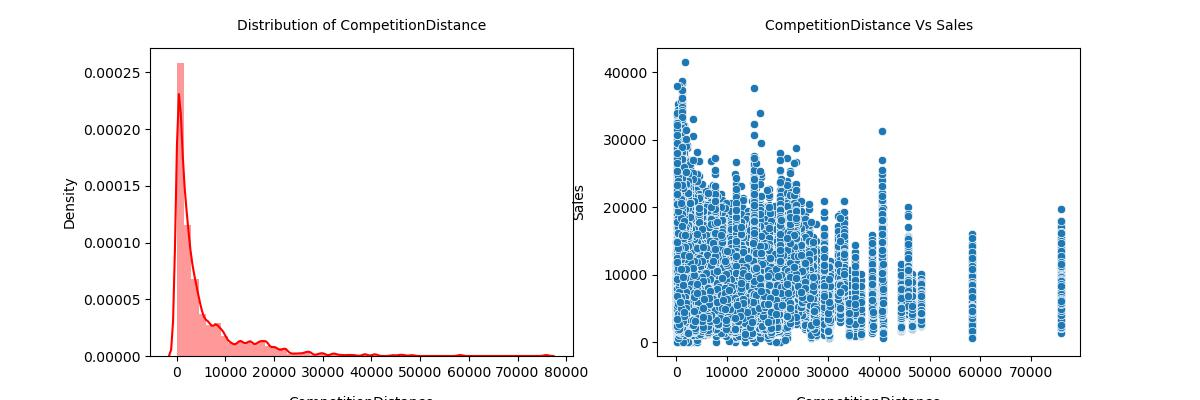 Distribution of CompetitionDistance
0.00025
0.00020
0.00015
0.00010
0.00005
0.00000
Density
0 10000 20000 30000 40000 50000 60000 70000 80000
CompetitionDistance
CompetitionDistance Vs Sales
40000
30000
20000
10000
0
Sales
0 10000 20000 30000 40000 50000 60000 70000
CompetitionDistance